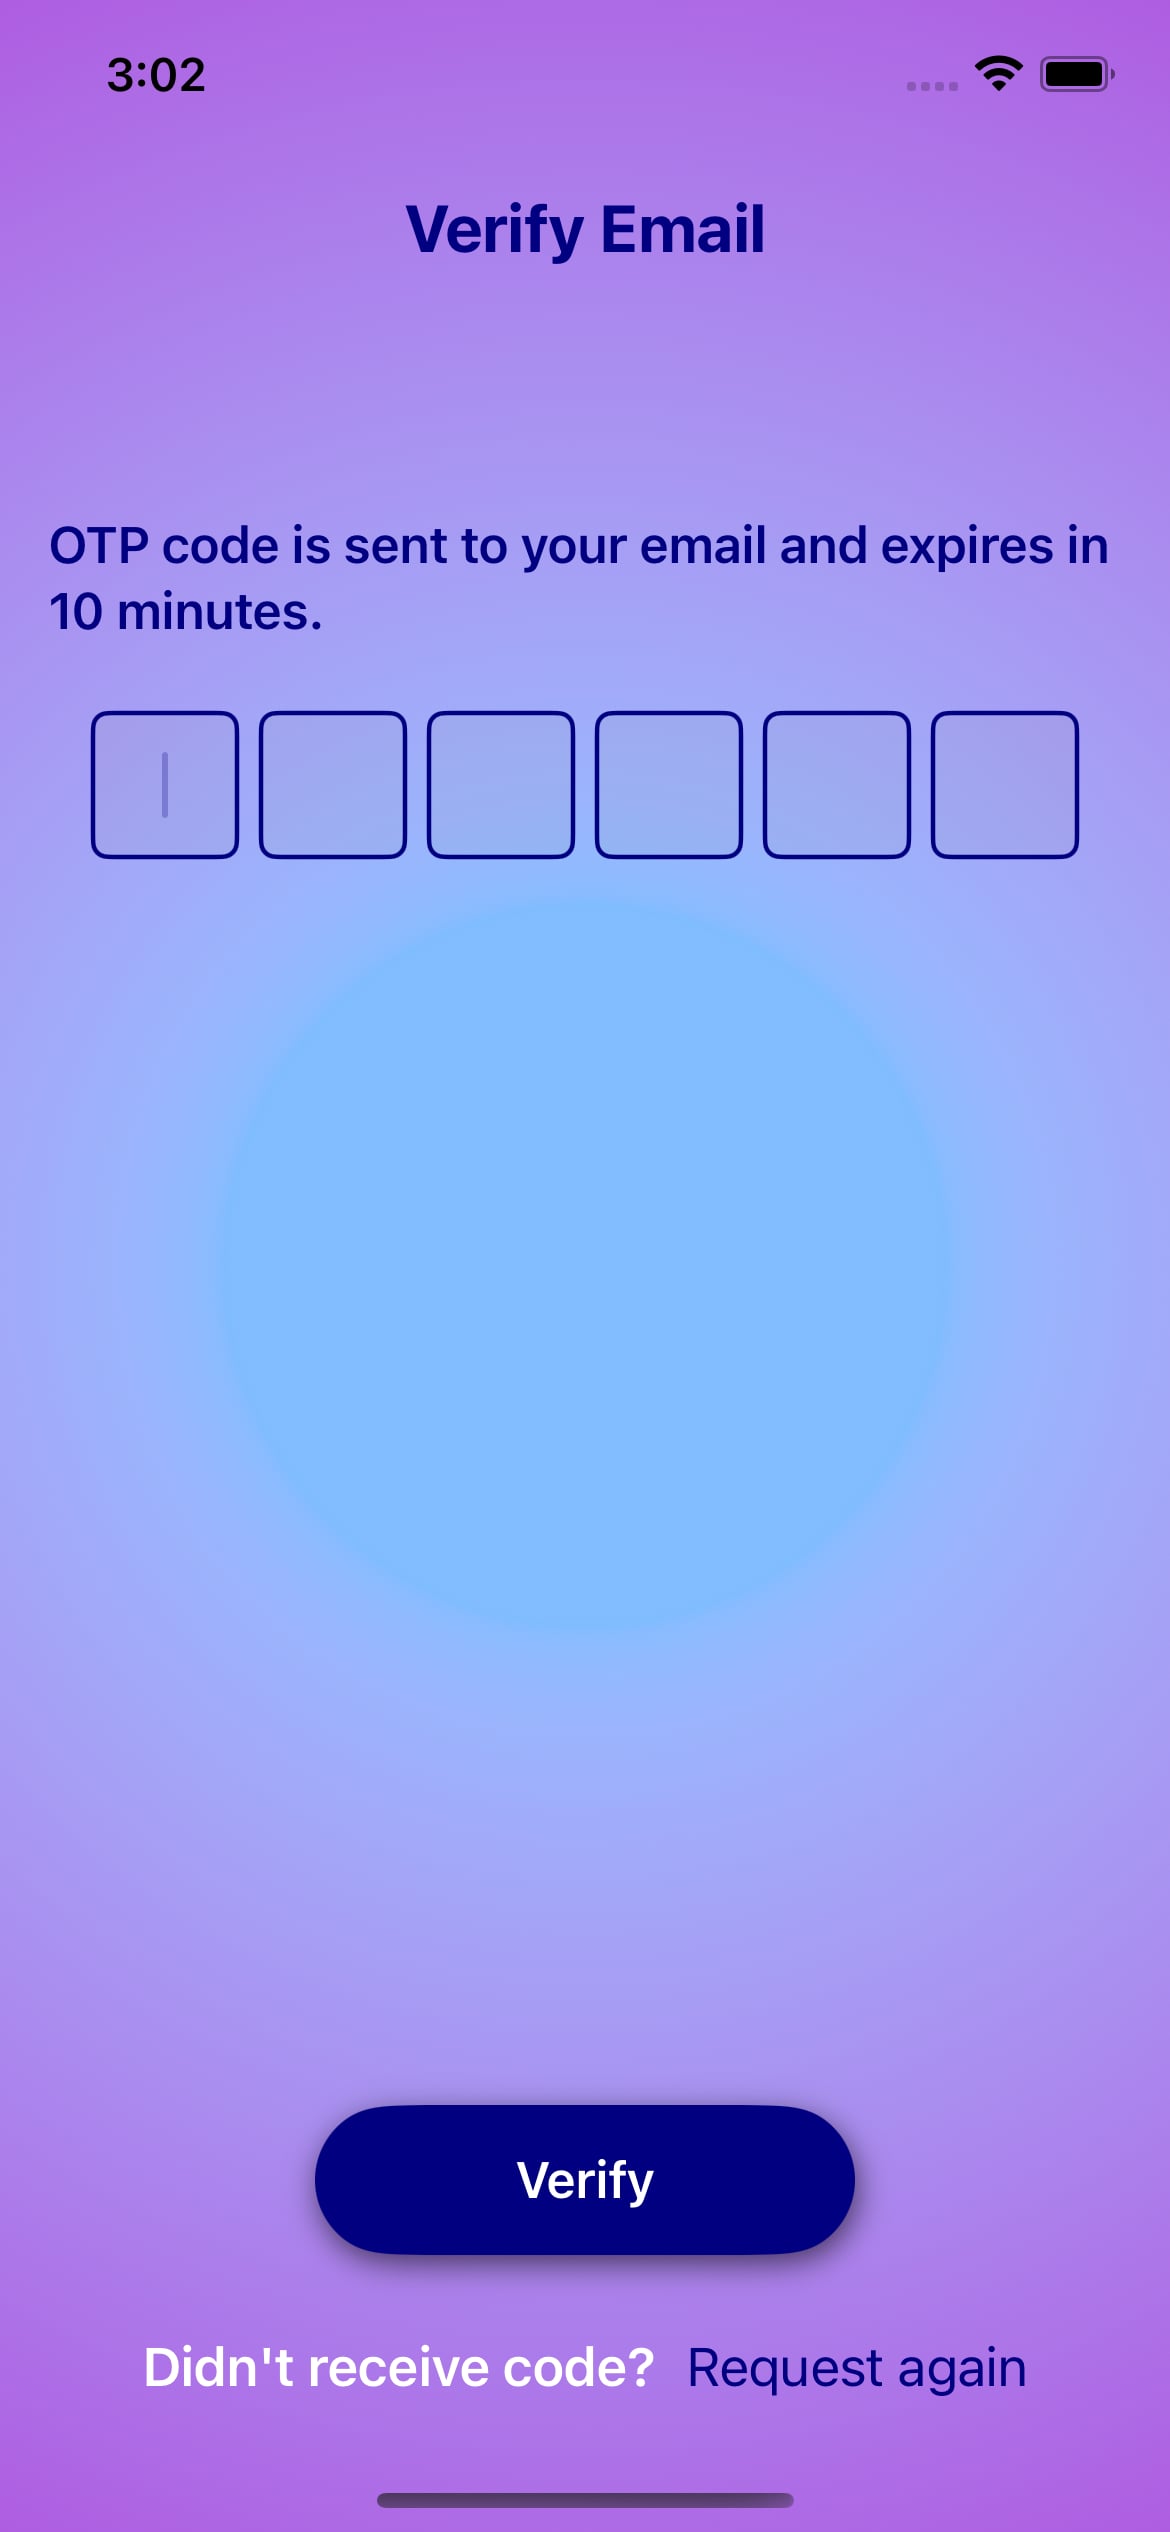 3:02
Verify Email
OTP code is sent to your email and expires in
10 minutes.
Verify
Didn't receive code? Request again